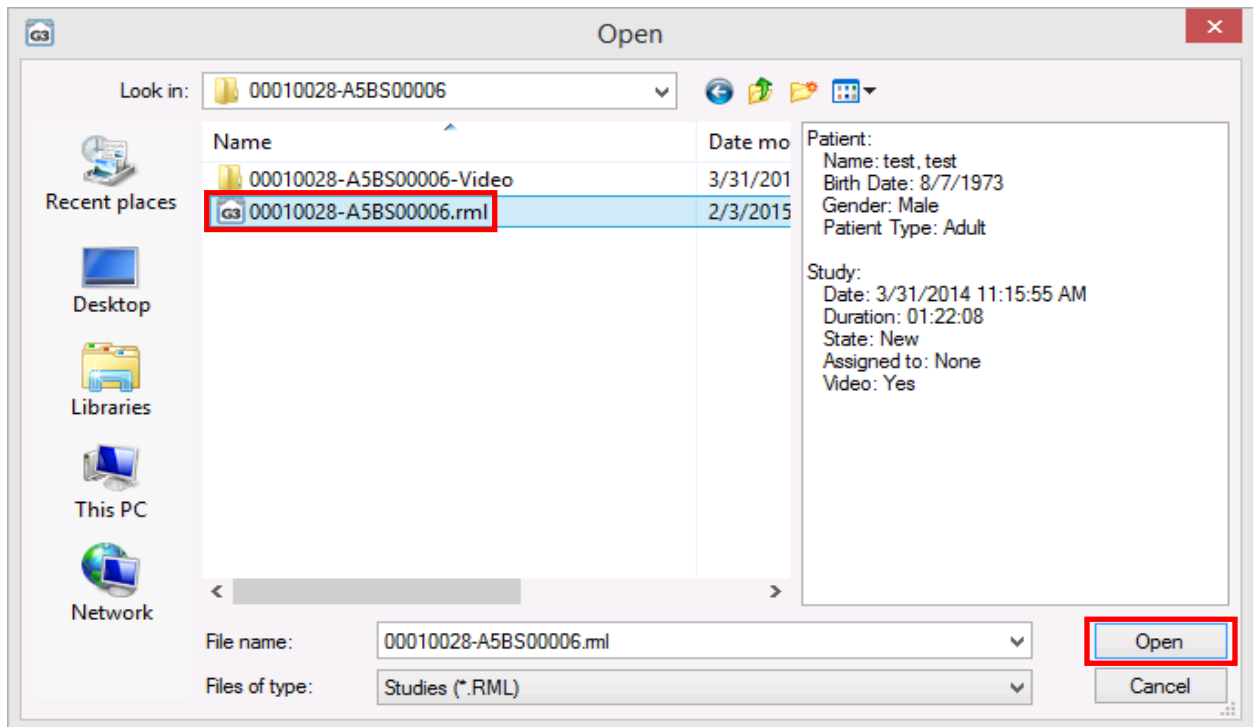 G3
Open
Look in:
00010028-A5BS00006
Recent places
Desktop
Libraries
This PC
Network
Name
Date mo
00010028-A5BS00006-Video
3/31/201
G3
00010028-A5BS00006.rml
2/3/2015
Patient:
Name: test, test
Birth Date: 8/7/1973
Gender: Male
Patient Type: Adult
Study:
Date: 3/31/2014 11:15:55 AM
Duration: 01:22:08
State: New
Assigned to: None
Video: Yes
File name:
00010028-A5BS00006.rml
Open
Files of type:
Studies (*.RML)
Cancel